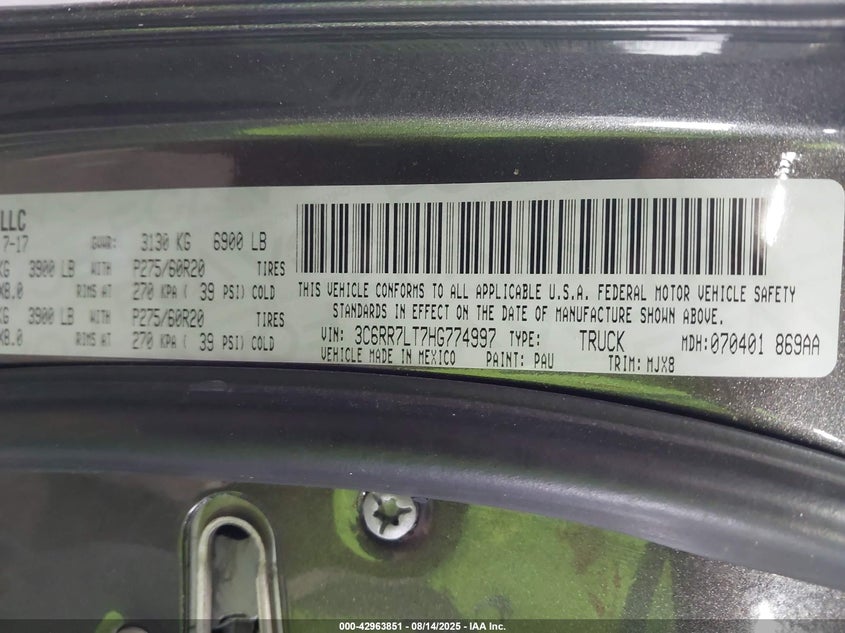 LLC
7-17 GVWR: 3130 KG 6900 LB
KG 3900 LB WITH P275/60R20 TIRES
X8.0 RIMS AT 270 KPA ( 39 PSI) COLD
KG 3900 LB WITH P275/60R20 TIRES
X8.0 RIMS AT 270 KPA ( 39 PSI) COLD
THIS VEHICLE CONFORMS TO ALL APPLICABLE U.S.A. FEDERAL MOTOR VEHICLE SAFETY
STANDARDS IN EFFECT ON THE DATE OF MANUFACTURE SHOWN ABOVE.
VIN: 3C6RR7LT7HG774997 TYPE: TRUCK MDH:070401 869AA
VEHICLE MADE IN MEXICO PAINT: PAU TRIM: MJX8
000-42963851 - 08/14/2025 - IAA Inc.